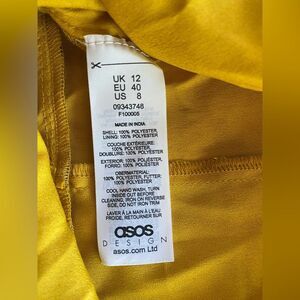 UK 12
EU 40
US 8
09343748
F100005
MADE IN INDIA
SHELL: 100% POLYESTER,
LINING: 100% POLYESTER
COUCHE EXTÉRIEURE:
100% POLYESTER,
DOUBLURE: 100% POLYESTER
EXTERIOR: 100% POLIÉSTER,
FORRO: 100% POLIÉSTER
OBERMATERIAL:
100% POLYESTER, FUTTER:
100% POLYESTER
COOL HAND WASH, TURN
INSIDE OUT BEFORE
CLEANING, IRON ON REVERSE
SIDE, DO NOT IRON TRIM
LAVER À LA MAIN À L'EAU
FROIDE, RETOURNER SUR
asos
DESIGN
asos.com Ltd